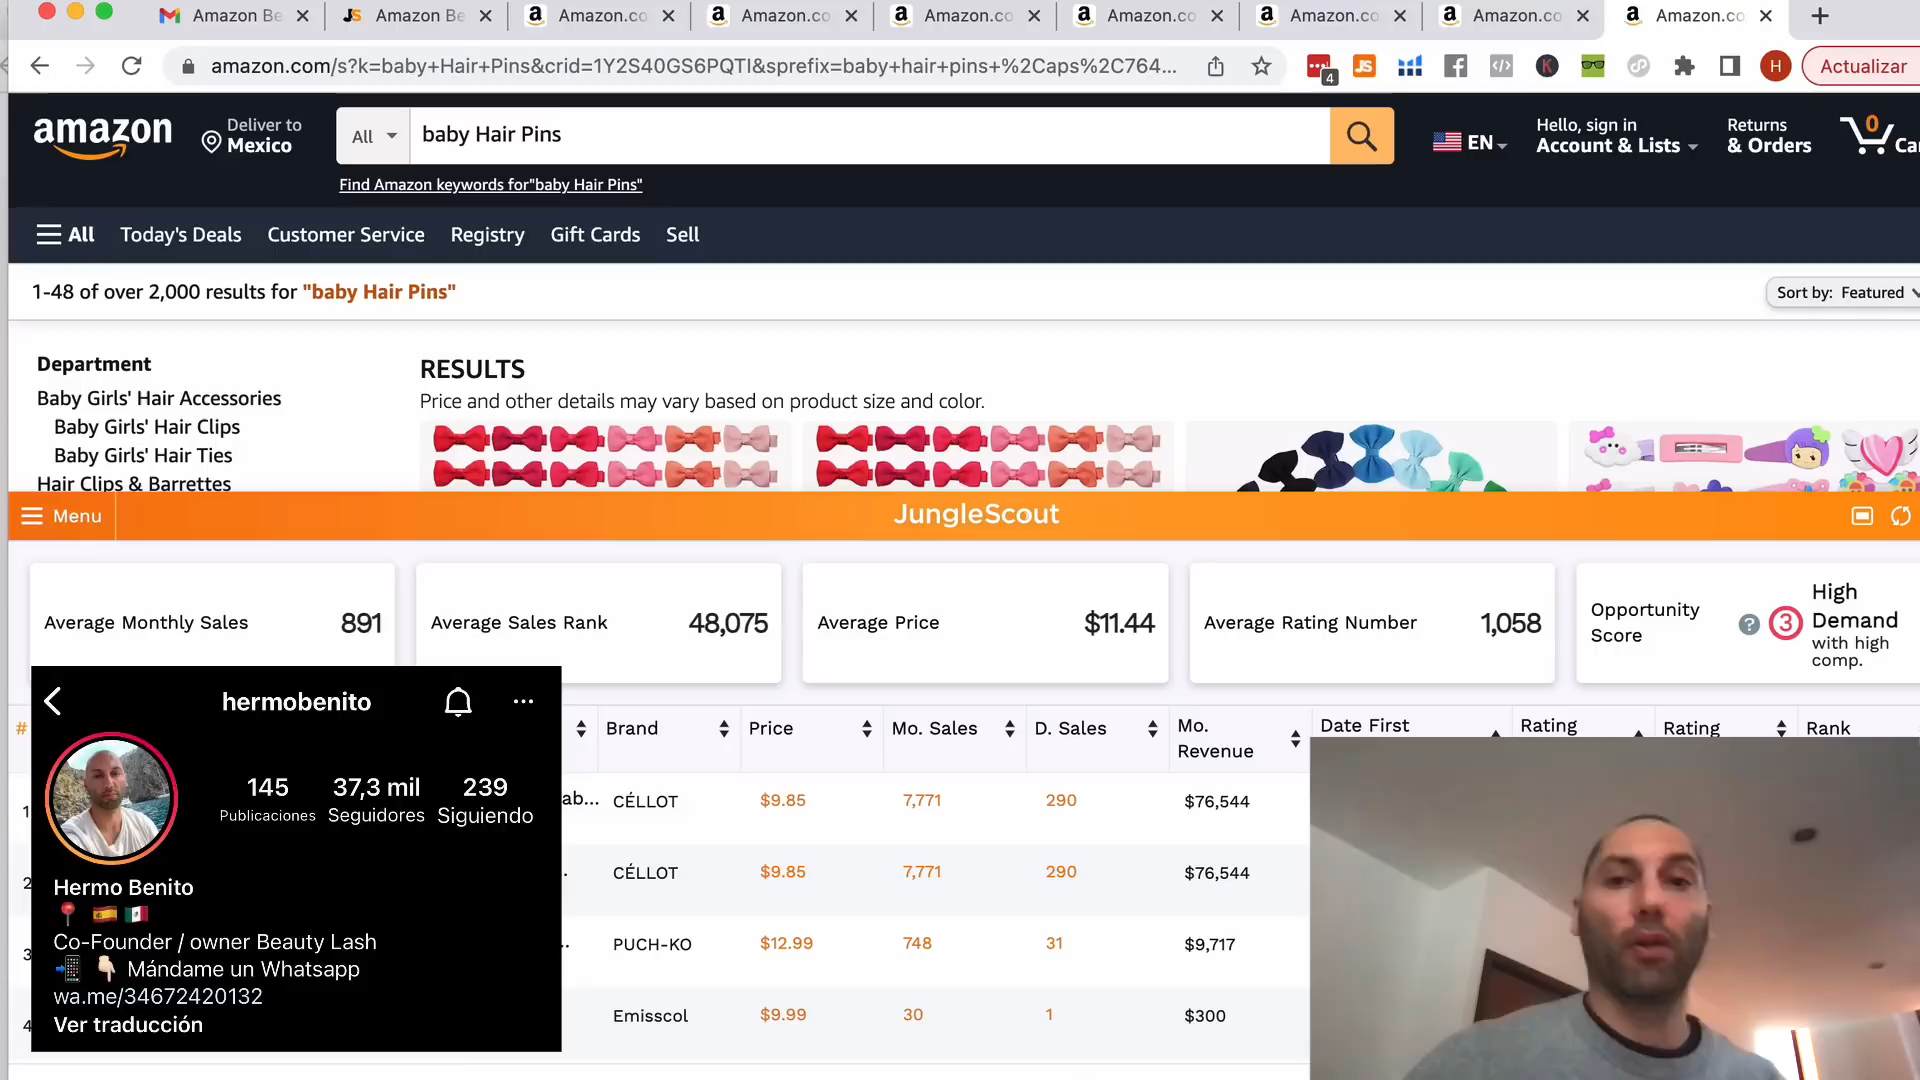 Amazon Be
Amazon Be
Amazon.co
Amazon.co
Amazon.co
Amazon.co
Amazon.co
Amazon.co
Amazon.co
amazon.com/s?k=baby+Hair+Pins&crid=1Y2S40GS6PQTI&sprefix=baby+hair+pins+%2Caps%2C764...
4
JS
K
H
Actualizar
amazon
Deliver to
Mexico
All
baby Hair Pins
Find Amazon keywords for"baby Hair Pins"
EN
Hello, sign in
Account & Lists
Returns
& Orders
0
All
Today's Deals
Customer Service
Registry
Gift Cards
Sell
1-48 of over 2,000 results for "baby Hair Pins"
Sort by: Featured
Department
Baby Girls' Hair Accessories
Baby Girls' Hair Clips
Baby Girls' Hair Ties
Hair Clips & Barrettes
RESULTS
Price and other details may vary based on product size and color.
Menu
JungleScout
Average Monthly Sales 891
Average Sales Rank 48,075
Average Price $11.44
Average Rating Number 1,058
Opportunity
Score
?
3
High
Demand
with high
comp.
# Brand Price Mo. Sales D. Sales Mo. Revenue Date First Rating Rating Rank
1 ab... CÉLLOT $9.85 7,771 290 $76,544
2 CÉLLOT $9.85 7,771 290 $76,544
3 PUCH-KO $12.99 748 31 $9,717
4 Emisscol $9.99 30 1 $300
hermobenito
145 37,3 mil 239
Publicaciones Seguidores Siguiendo
Hermo Benito
Co-Founder / owner Beauty Lash
Mándame un Whatsapp
wa.me/34672420132
Ver traducción